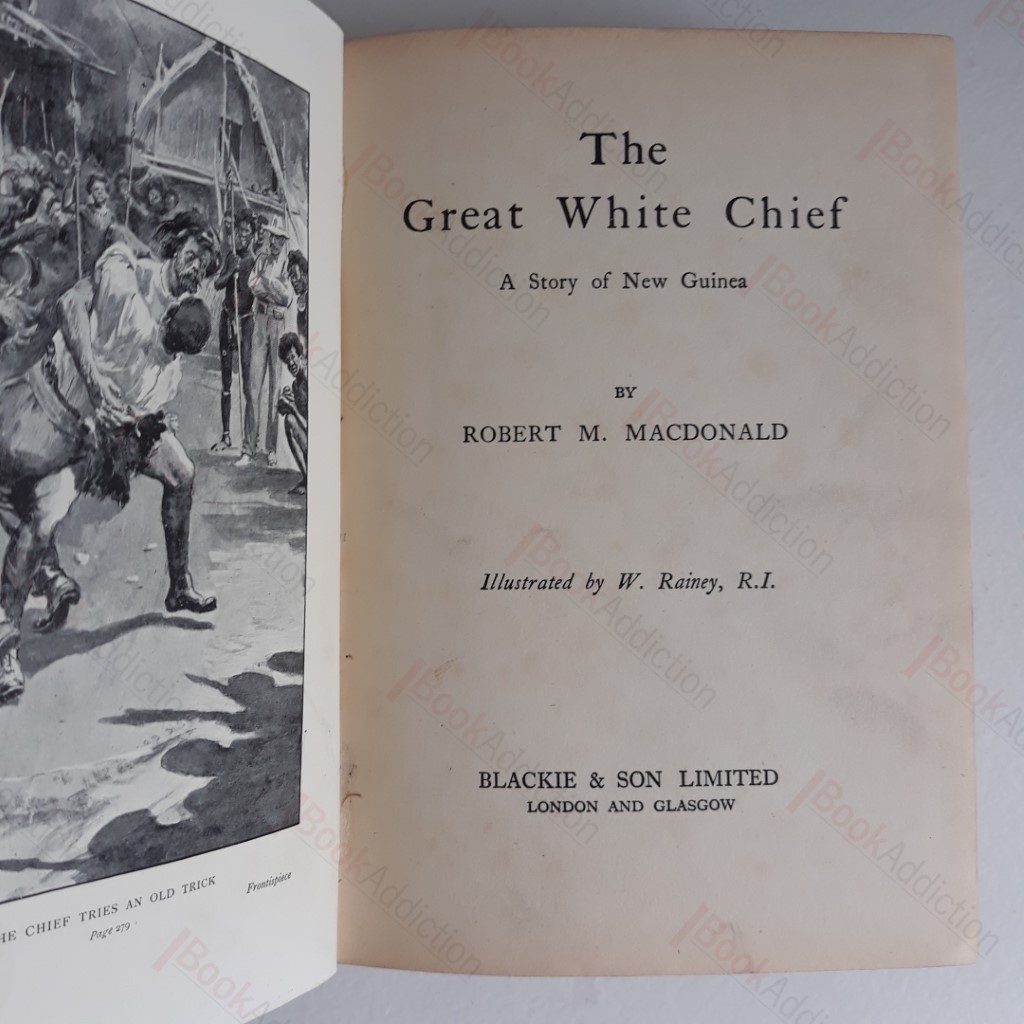 HE CHIEF TRIES AN OLD TRICK
Frontispiece
Page 279
The
Great White Chief
A Story of New Guinea
BY
ROBERT M. MACDONALD
Illustrated by W. Rainey, R.I.
BLACKIE & SON LIMITED
LONDON AND GLASGOW
BookAddiction